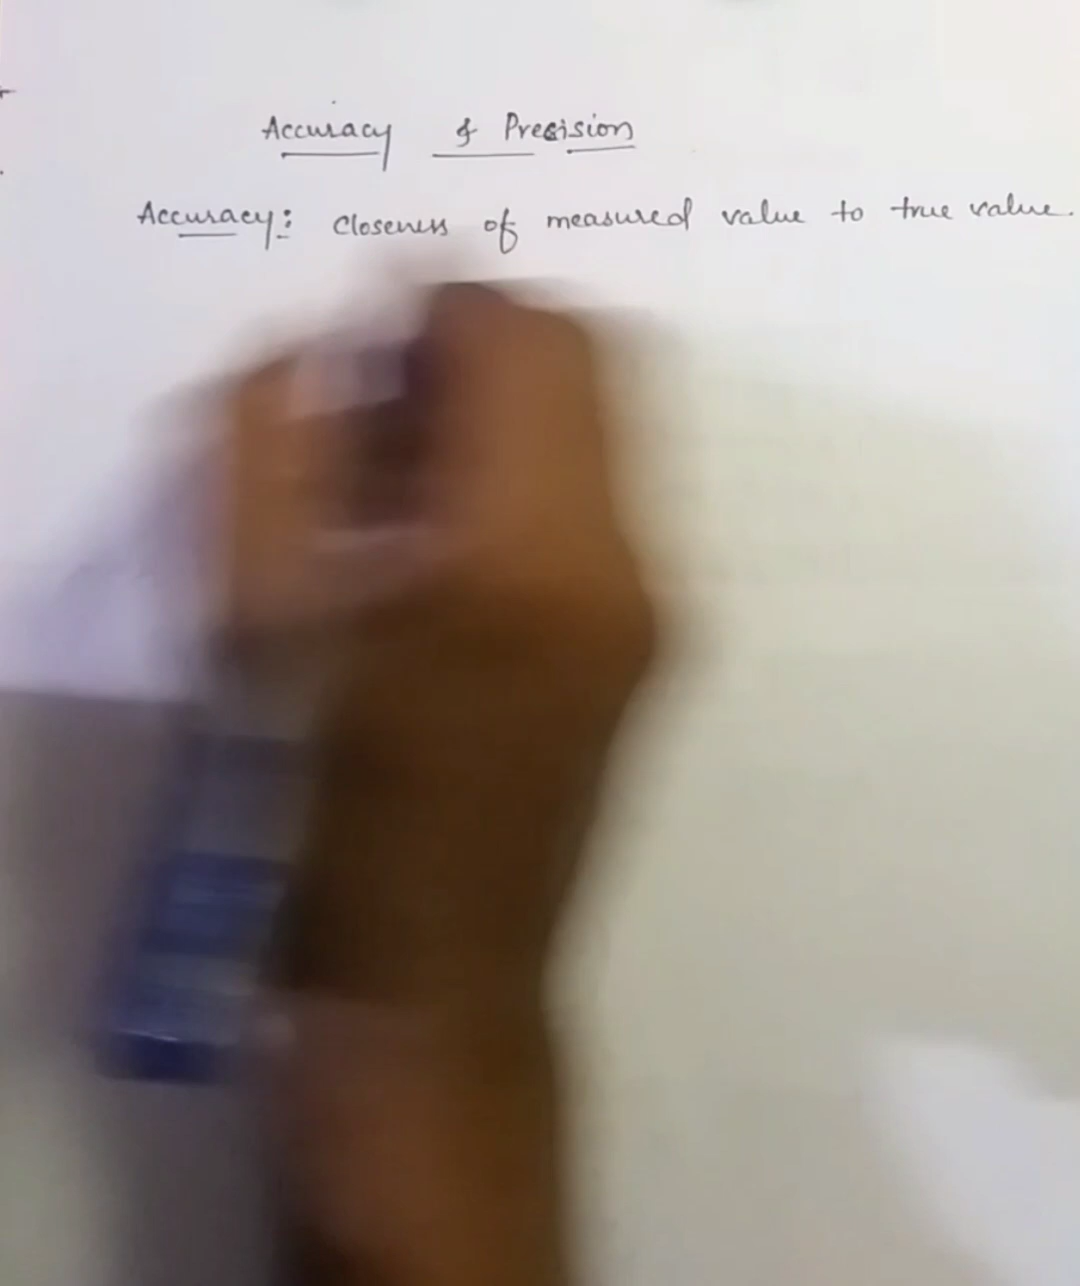 Accuracy & Precision
Accuracy: closeness of measured value to true value.